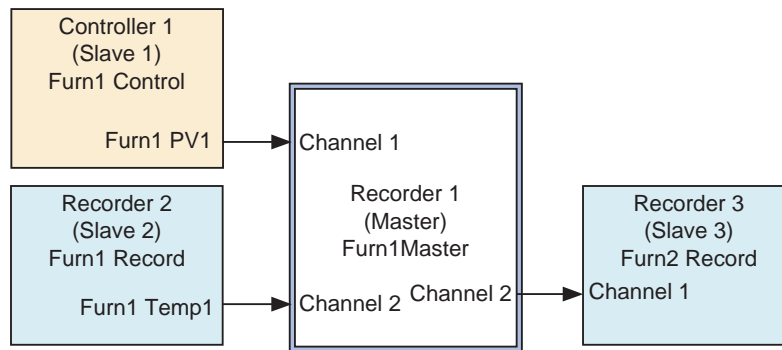 Controller 1
(Slave 1)
Furn1 Control
Furn1 PV1
Recorder 2
(Slave 2)
Furn1 Record
Furn1 Temp1
Channel 1
Recorder 1
(Master)
Furn1Master
Channel 2
Channel 2
Recorder 3
(Slave 3)
Furn2 Record
Channel 1